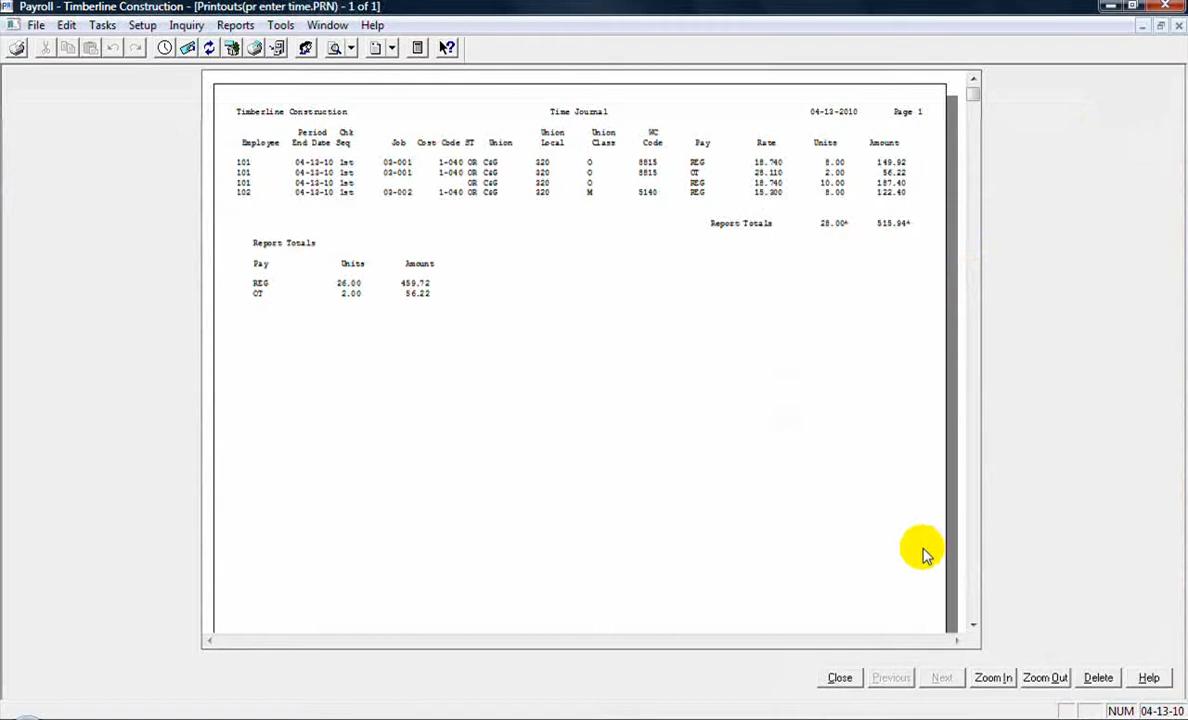 Payroll - Timberline Construction - [Printouts(pr enter time.PRN) - 1 of 1]
File Edit Tasks Setup Inquiry Reports Tools Window Help
Timberline Construction Time Journal 04-13-2010 Page 1
Period Chk Union Union WC
Employee End Date Seq Job Cost Code ST Union Local Class Code Pay Rate Units Amount
101 04-13-10 1st 03-001 1-040 OR C&G 320 O 8815 REG 18.740 8.00 149.92
101 04-13-10 1st 03-001 1-040 OR C&G 320 O 8815 OT 28.110 2.00 56.22
101 04-13-10 1st OR C&G 320 O REG 18.740 10.00 187.40
102 04-13-10 1st 03-002 1-040 OR C&G 320 M 5140 REG 15.300 8.00 122.40
Report Totals 28.00* 515.94*
Report Totals
Pay Units Amount
REG 26.00 459.72
OT 2.00 56.22
Close Previous Next Zoom In Zoom Out Delete Help
NUM 04-13-10